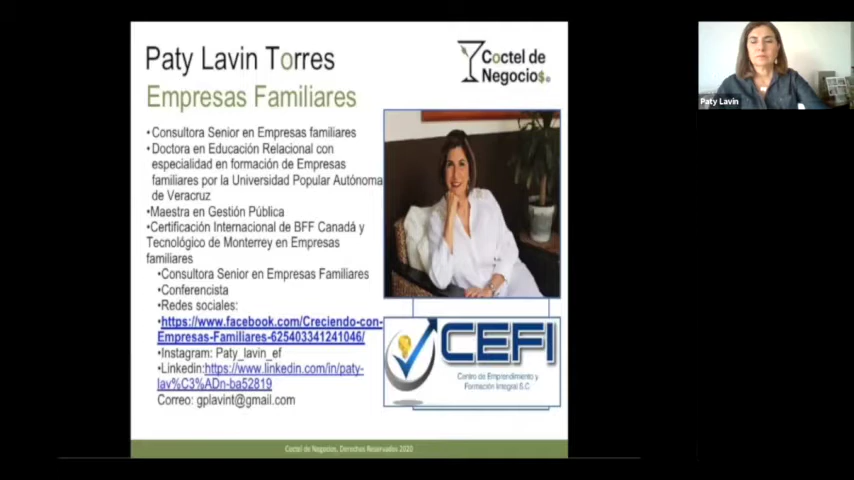 Paty Lavin Torres
Empresas Familiares
Coctel de
Negocio$.©
•Consultora Senior en Empresas familiares
•Doctora en Educación Relacional con
especialidad en formación de Empresas
familiares por la Universidad Popular Autónoma
de Veracruz
•Maestra en Gestión Pública
•Certificación Internacional de BFF Canadá y
Tecnológico de Monterrey en Empresas
familiares
•Consultora Senior en Empresas Familiares
•Conferencista
•Redes sociales:
•https://www.facebook.com/Creciendo-con-
Empresas-Familiares-625403341241046/
•Instagram: Paty_lavin_ef
•Linkedin:https://www.linkedin.com/in/paty-
lav%C3%ADn-ba52819
Correo: gplavint@gmail.com
CEFI
Centro de Emprendimiento y
Formación Integral S.C.
Coctel de Negocios, Derechos Reservados 2020
Paty Lavin